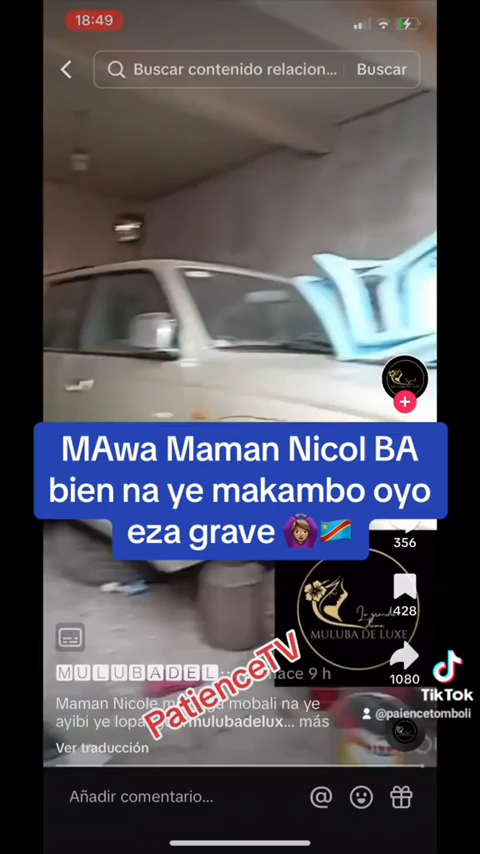 18:49
Buscar contenido relacion...
Buscar
MAwa Maman Nicol BA
bien na ye makambo oyo
eza grave 🙆🏽‍♀️🇨🇩
356
428
MULUBA DE LUXE
1080
PatienceTV
MULUBADEL
hace 9 h
Maman Nicole
mobali na ye
ayibi ye lopa
mulubadelux... más
Ver traducción
TikTok
@paiencetomboli
Añadir comentario...